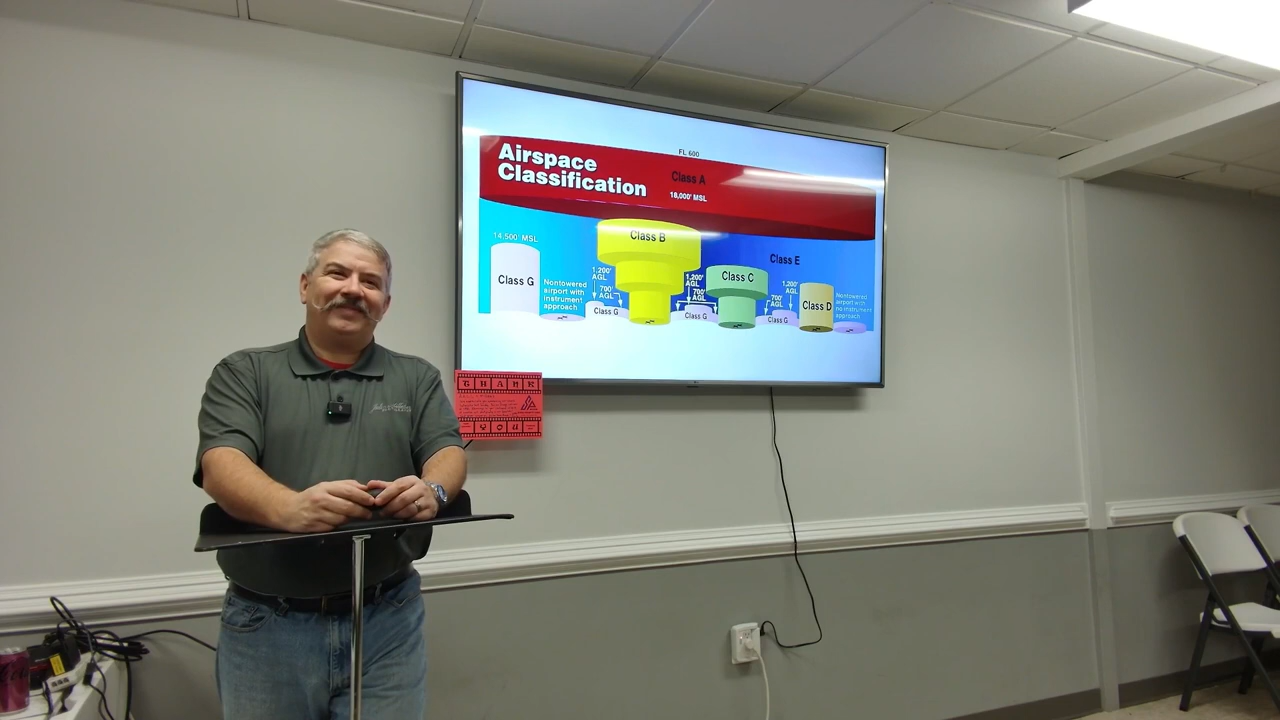 FL 600
Airspace
Classification
Class A
18,000' MSL
14,500' MSL
Class B
Class E
Class C
Class G
Nontowered
airport with
instrument
approach
1,200'
AGL
700'
AGL
Class G
1,200'
AGL
700'
AGL
Class G
700'
AGL
1,200'
AGL
Class G
Class D
Nontowered
airport with
no instrument
approach
THANK
YOU